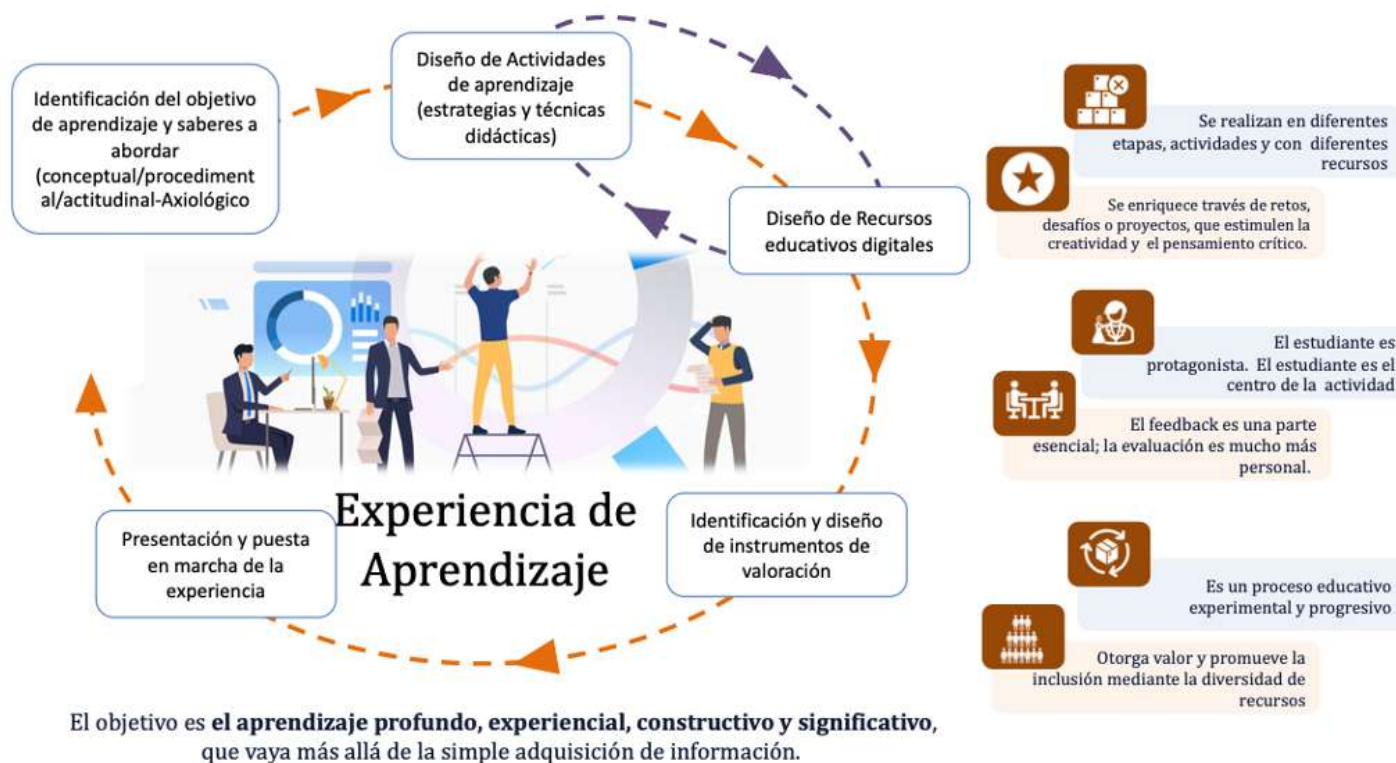 Identificación del objetivo
de aprendizaje y saberes a
abordar
(conceptual/procediment
al/actitudinal-Axiológico
Diseño de Actividades
de aprendizaje
(estrategias y técnicas
didácticas)
Diseño de Recursos
educativos digitales
Identificación y diseño
de instrumentos de
valoración
Presentación y puesta
en marcha de la
experiencia
Experiencia de
Aprendizaje
El objetivo es el aprendizaje profundo, experiencial, constructivo y significativo,
que vaya más allá de la simple adquisición de información.
Se realizan en diferentes
etapas, actividades y con diferentes
recursos
Se enriquece través de retos,
desafíos o proyectos, que estimulen la
creatividad y el pensamiento crítico.
El estudiante es
protagonista. El estudiante es el
centro de la actividad
El feedback es una parte
esencial; la evaluación es mucho más
personal.
Es un proceso educativo
experimental y progresivo
Otorga valor y promueve la
inclusión mediante la diversidad de
recursos